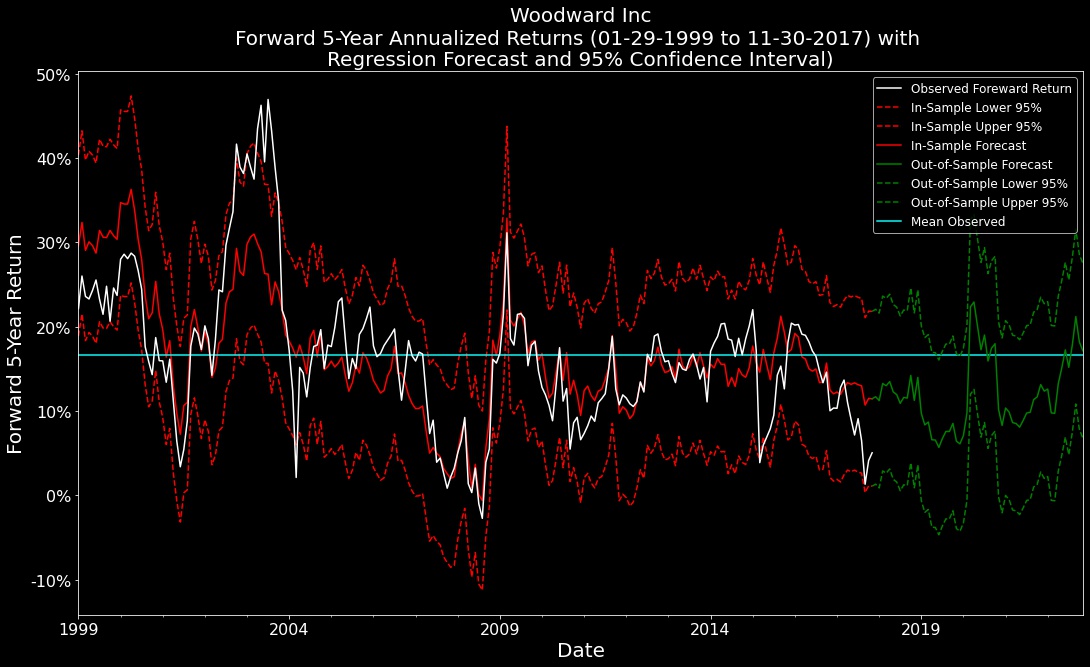 Woodward Inc
Forward 5-Year Annualized Returns (01-29-1999 to 11-30-2017) with
Regression Forecast and 95% Confidence Interval)
Forward 5-Year Return
50%
40%
30%
20%
10%
0%
-10%
Observed Foreward Return
In-Sample Lower 95%
In-Sample Upper 95%
In-Sample Forecast
Out-of-Sample Forecast
Out-of-Sample Lower 95%
Out-of-Sample Upper 95%
Mean Observed
1999
2004
2009
2014
2019
Date